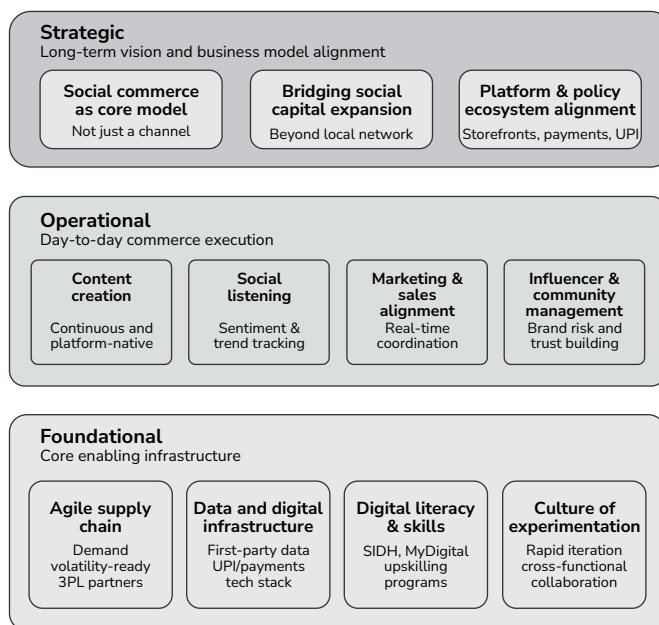 Strategic
Long-term vision and business model alignment
Social commerce
as core model
Not just a channel
Bridging social
capital expansion
Beyond local network
Platform & policy
ecosystem alignment
Storefronts, payments, UPI
Operational
Day-to-day commerce execution
Content
creation
Continuous and
platform-native
Social
listening
Sentiment &
trend tracking
Marketing &
sales
alignment
Real-time
coordination
Influencer &
community
management
Brand risk and
trust building
Foundational
Core enabling infrastructure
Agile supply
chain
Demand
volatility-ready
3PL partners
Data and digital
infrastructure
First-party data
UPI/payments
tech stack
Digital literacy
& skills
SIDH, MyDigital
upskilling
programs
Culture of
experimentation
Rapid iteration
cross-functional
collaboration